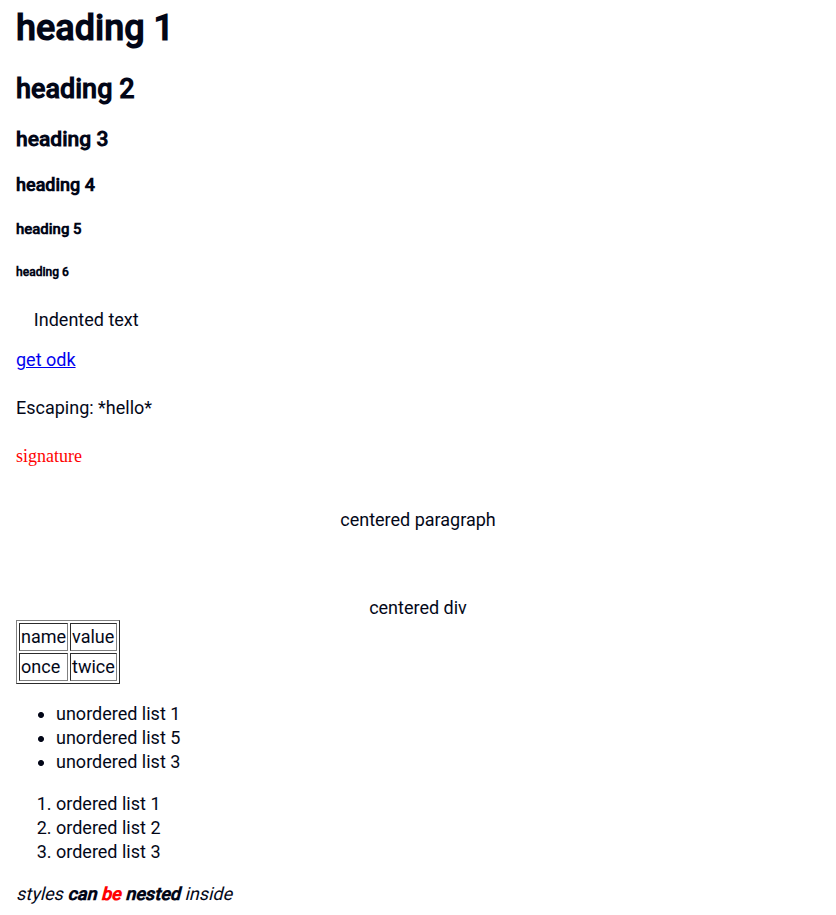 heading 1
heading 2
heading 3
heading 4
heading 5
heading 6
Indented text
get odk
Escaping: *hello*
signature
centered paragraph
centered div
name value
once twice
• unordered list 1
• unordered list 5
• unordered list 3
1. ordered list 1
2. ordered list 2
3. ordered list 3
styles can be nested inside